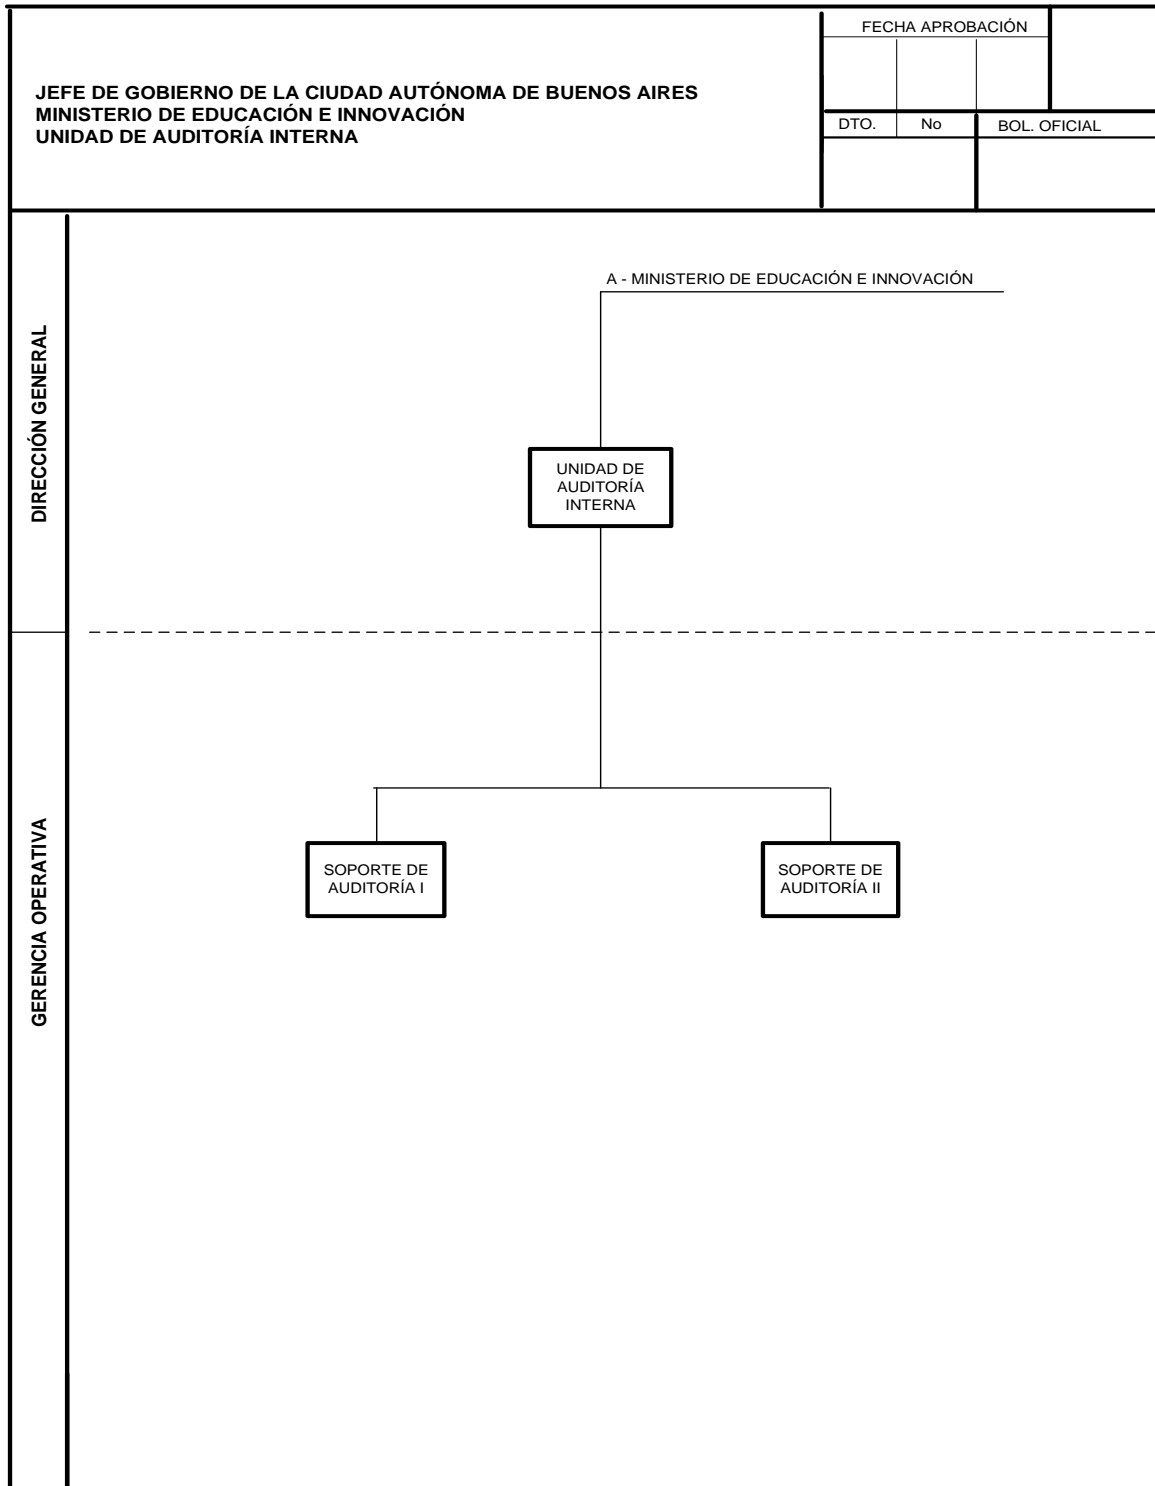 FECHA APROBACIÓN
JEFE DE GOBIERNO DE LA CIUDAD AUTÓNOMA DE BUENOS AIRES
MINISTERIO DE EDUCACIÓN E INNOVACIÓN
UNIDAD DE AUDITORÍA INTERNA
DTO. No BOL. OFICIAL
A - MINISTERIO DE EDUCACIÓN E INNOVACIÓN
DIRECCIÓN GENERAL
UNIDAD DE
AUDITORÍA
INTERNA
GERENCIA OPERATIVA
SOPORTE DE
AUDITORÍA I
SOPORTE DE
AUDITORÍA II